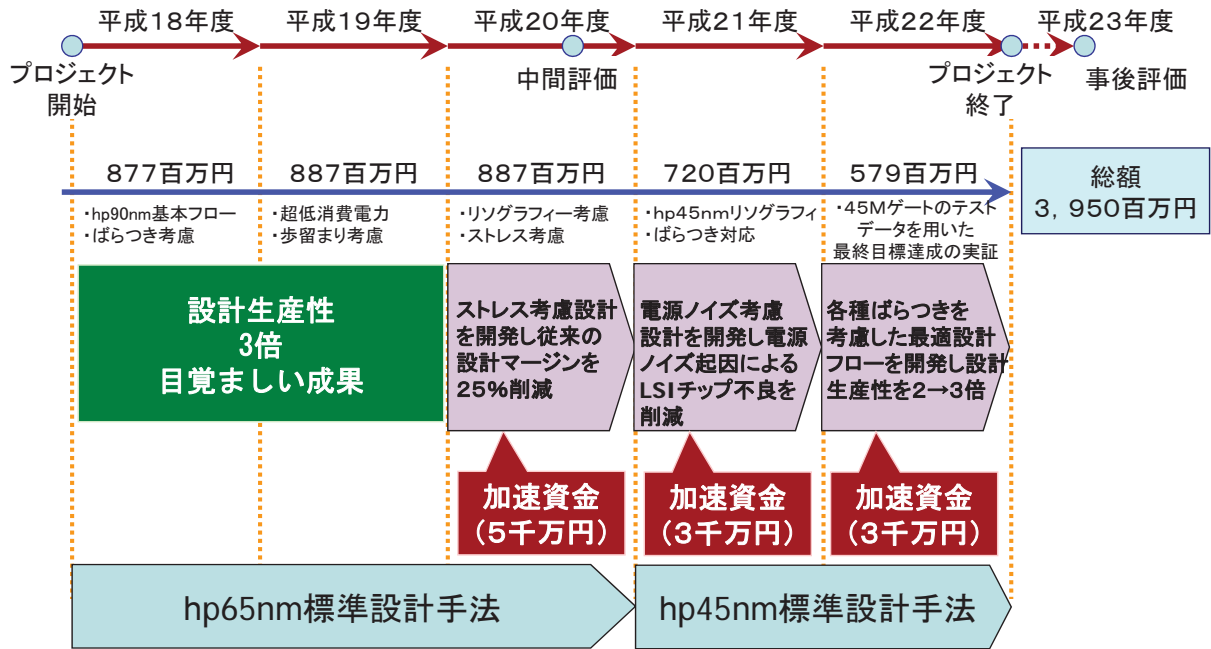 平成18年度
平成19年度
平成20年度
平成21年度
平成22年度
平成23年度
プロジェクト
開始
中間評価
プロジェクト
終了
事後評価
877百万円
887百万円
887百万円
720百万円
579百万円
総額
3,950百万円
・hp90nm基本フロー
・ばらつき考慮
・超低消費電力
・歩留まり考慮
・リソグラフィー考慮
・ストレス考慮
・hp45nmリソグラフィ
・ばらつき対応
・45Mゲートのテスト
データを用いた
最終目標達成の実証
設計生産性
3倍
目覚ましい成果
ストレス考慮設計
を開発し従来の
設計マージンを
25%削減
電源ノイズ考慮
設計を開発し電源
ノイズ起因による
LSIチップ不良を
削減
各種ばらつきを
考慮した最適設計
フローを開発し設計
生産性を2→3倍
加速資金
(5千万円)
加速資金
(3千万円)
加速資金
(3千万円)
hp65nm標準設計手法
hp45nm標準設計手法